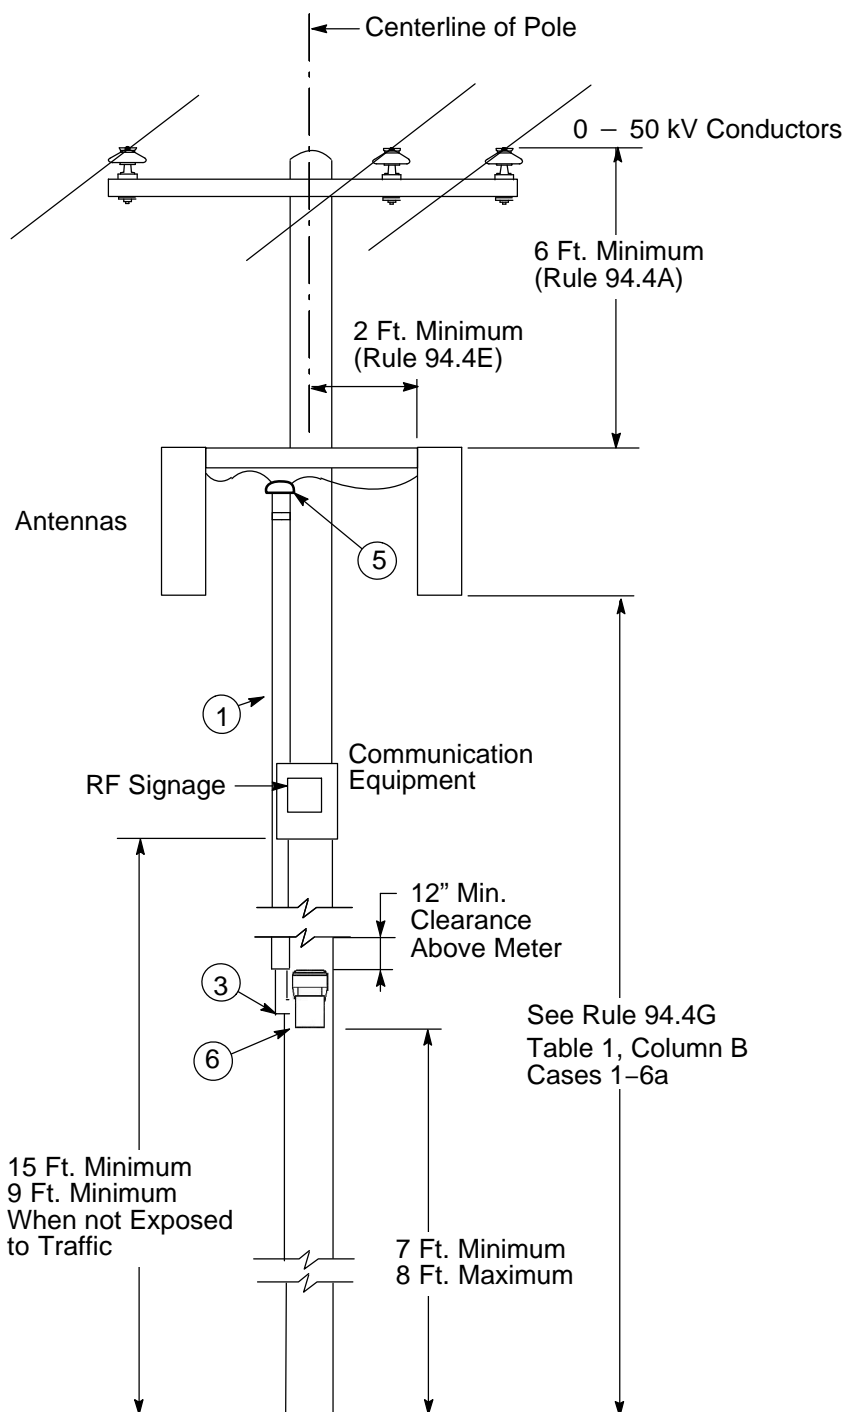 Centerline of Pole
0 – 50 kV Conductors
6 Ft. Minimum
(Rule 94.4A)
2 Ft. Minimum
(Rule 94.4E)
Antennas
5
1
Communication
Equipment
RF Signage
12” Min.
Clearance
Above Meter
3
6
See Rule 94.4G
Table 1, Column B
Cases 1–6a
15 Ft. Minimum
9 Ft. Minimum
When not Exposed
to Traffic
7 Ft. Minimum
8 Ft. Maximum